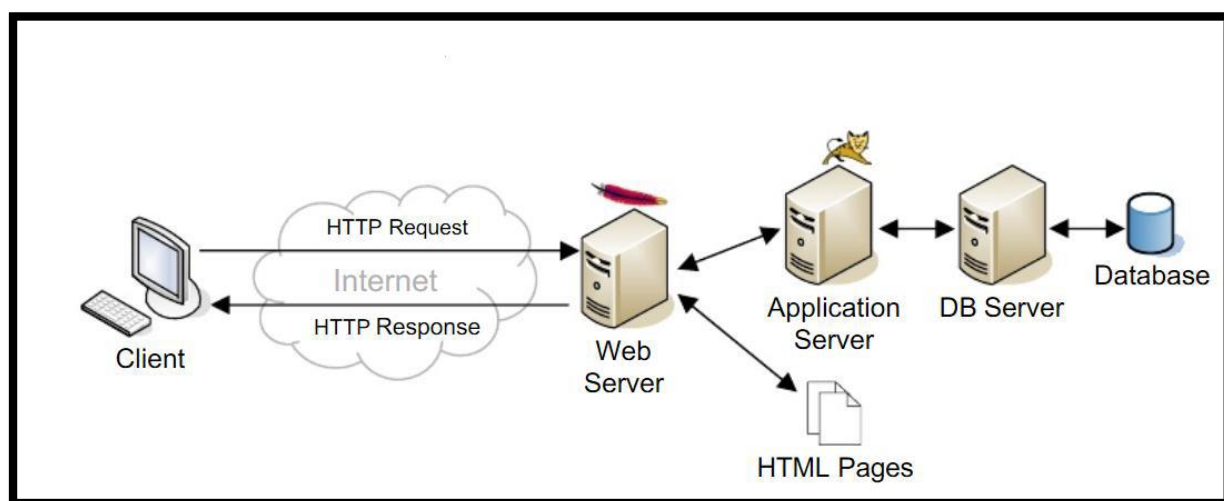 HTTP Request
Internet
HTTP Response
Client
Web
Server
Application
Server
DB Server
Database
HTML Pages